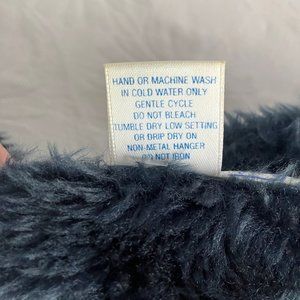 HAND OR MACHINE WASH
IN COLD WATER ONLY
GENTLE CYCLE
DO NOT BLEACH
TUMBLE DRY LOW SETTING
OR DRIP DRY ON
NON-METAL HANGER
DO NOT IRON